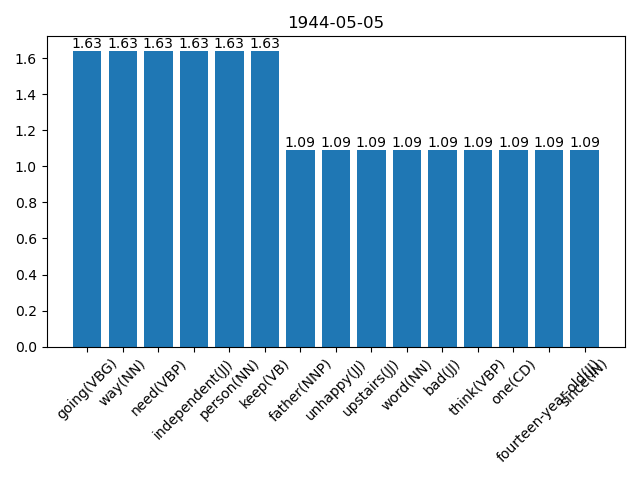 1944-05-05
1.63 1.63 1.63 1.63 1.63 1.63
1.09 1.09 1.09 1.09 1.09 1.09 1.09 1.09 1.09
1.6
1.4
1.2
1.0
0.8
0.6
0.4
0.2
0.0
going(VBG)
way(NN)
need(VBP)
independent(JJ)
person(NN)
keep(VB)
father(NNP)
unhappy(JJ)
upstairs(JJ)
word(NN)
bad(JJ)
think(VBP)
one(CD)
fourteen-year-old(JJ)
since(IN)